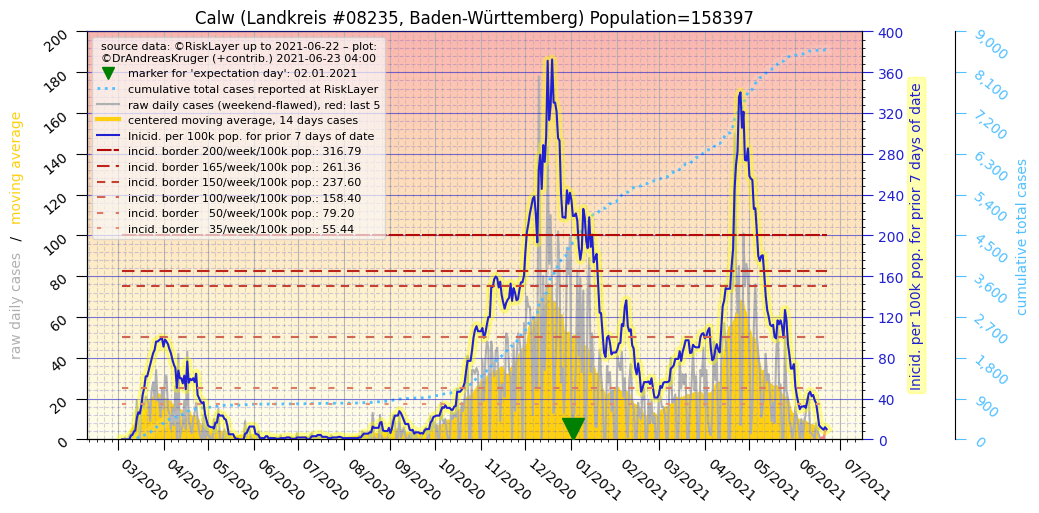 Calw (Landkreis #08235, Baden-Württemberg) Population=158397
source data: ©RiskLayer up to 2021-06-22 – plot:
©DrAndreasKruger (+contrib.) 2021-06-23 04:00
marker for 'expectation day': 02.01.2021
cumulative total cases reported at RiskLayer
raw daily cases (weekend-flawed), red: last 5
centered moving average, 14 days cases
Inicid. per 100k pop. for prior 7 days of date
incid. border 200/week/100k pop.: 316.79
incid. border 165/week/100k pop.: 261.36
incid. border 150/week/100k pop.: 237.60
incid. border 100/week/100k pop.: 158.40
incid. border 50/week/100k pop.: 79.20
incid. border 35/week/100k pop.: 55.44
raw daily cases / moving average
200
180
160
140
120
100
80
60
40
20
0
03/2020
04/2020
05/2020
06/2020
07/2020
08/2020
09/2020
10/2020
11/2020
12/2020
01/2021
02/2021
03/2021
04/2021
05/2021
06/2021
07/2021
400
360
320
280
240
200
160
120
80
40
0
Inicid. per 100k pop. for prior 7 days of date
9,000
8,100
7,200
6,300
5,400
4,500
3,600
2,700
1,800
900
0
cumulative total cases